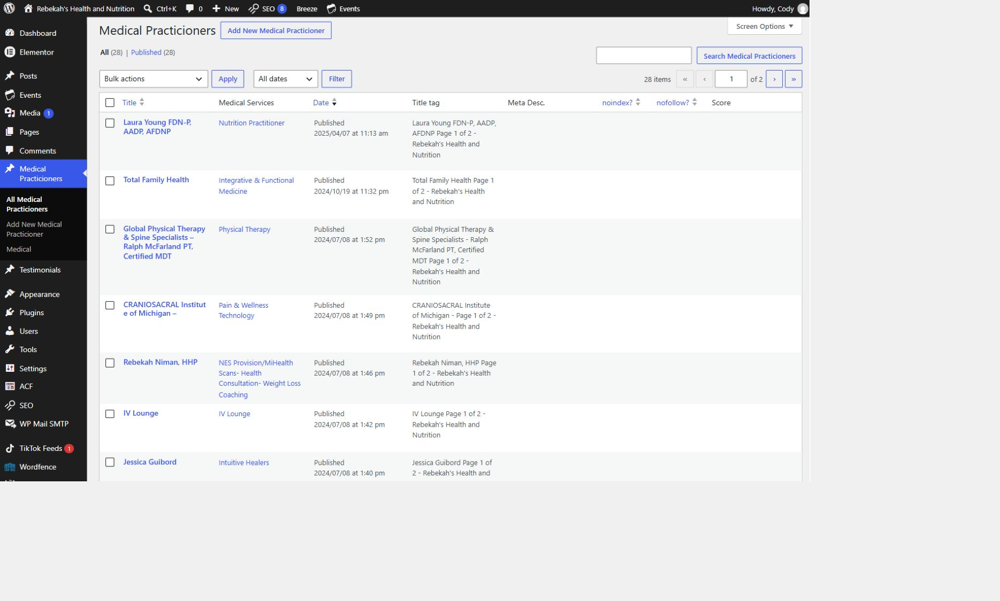 Rebekah's Health and Nutrition Ctrl+K 0 New SEO 8 Breeze Events Howdy, Cody
Dashboard
Elementor
Posts
Events
Media 1
Pages
Comments
Medical
Practicioners
All Medical
Practicioners
Add New Medical
Practicioner
Medical
Testimonials
Appearance
Plugins
Users
Tools
Settings
ACF
SEO
WP Mail SMTP
TikTok Feeds 1
Wordfence
Medical Practicioners Add New Medical Practicioner
Screen Options
All (28) | Published (28)
Search Medical Practicioners
Bulk actions Apply All dates Filter
28 items « ‹ 1 of 2 › »
Title Medical Services Date Title tag Meta Desc. noindex? nofollow? Score
Laura Young FDN-P,
AADP, AFDNP
Nutrition Practitioner
Published
2025/04/07 at 11:13 am
Laura Young FDN-P, AADP,
AFDNP Page 1 of 2 -
Rebekah's Health and
Nutrition
Total Family Health
Integrative & Functional
Medicine
Published
2024/10/19 at 11:32 pm
Total Family Health Page 1
of 2 - Rebekah's Health
and Nutrition
Global Physical Therapy
& Spine Specialists –
Ralph McFarland PT,
Certified MDT
Physical Therapy
Published
2024/07/08 at 1:52 pm
Global Physical Therapy &
Spine Specialists - Ralph
McFarland PT, Certified
MDT Page 1 of 2 -
Rebekah's Health and
Nutrition
CRANIOSACRAL Institut
e of Michigan –
Pain & Wellness
Technology
Published
2024/07/08 at 1:49 pm
CRANIOSACRAL Institute
of Michigan - Page 1 of 2 -
Rebekah's Health and
Nutrition
Rebekah Niman, HHP
NES Provision/MiHealth
Scans- Health
Consultation- Weight Loss
Coaching
Published
2024/07/08 at 1:46 pm
Rebekah Niman, HHP Page
1 of 2 - Rebekah's Health
and Nutrition
IV Lounge
IV Lounge
Published
2024/07/08 at 1:42 pm
IV Lounge Page 1 of 2 -
Rebekah's Health and
Nutrition
Jessica Guibord
Intuitive Healers
Published
2024/07/08 at 1:40 pm
Jessica Guibord Page 1 of
2 - Rebekah's Health and